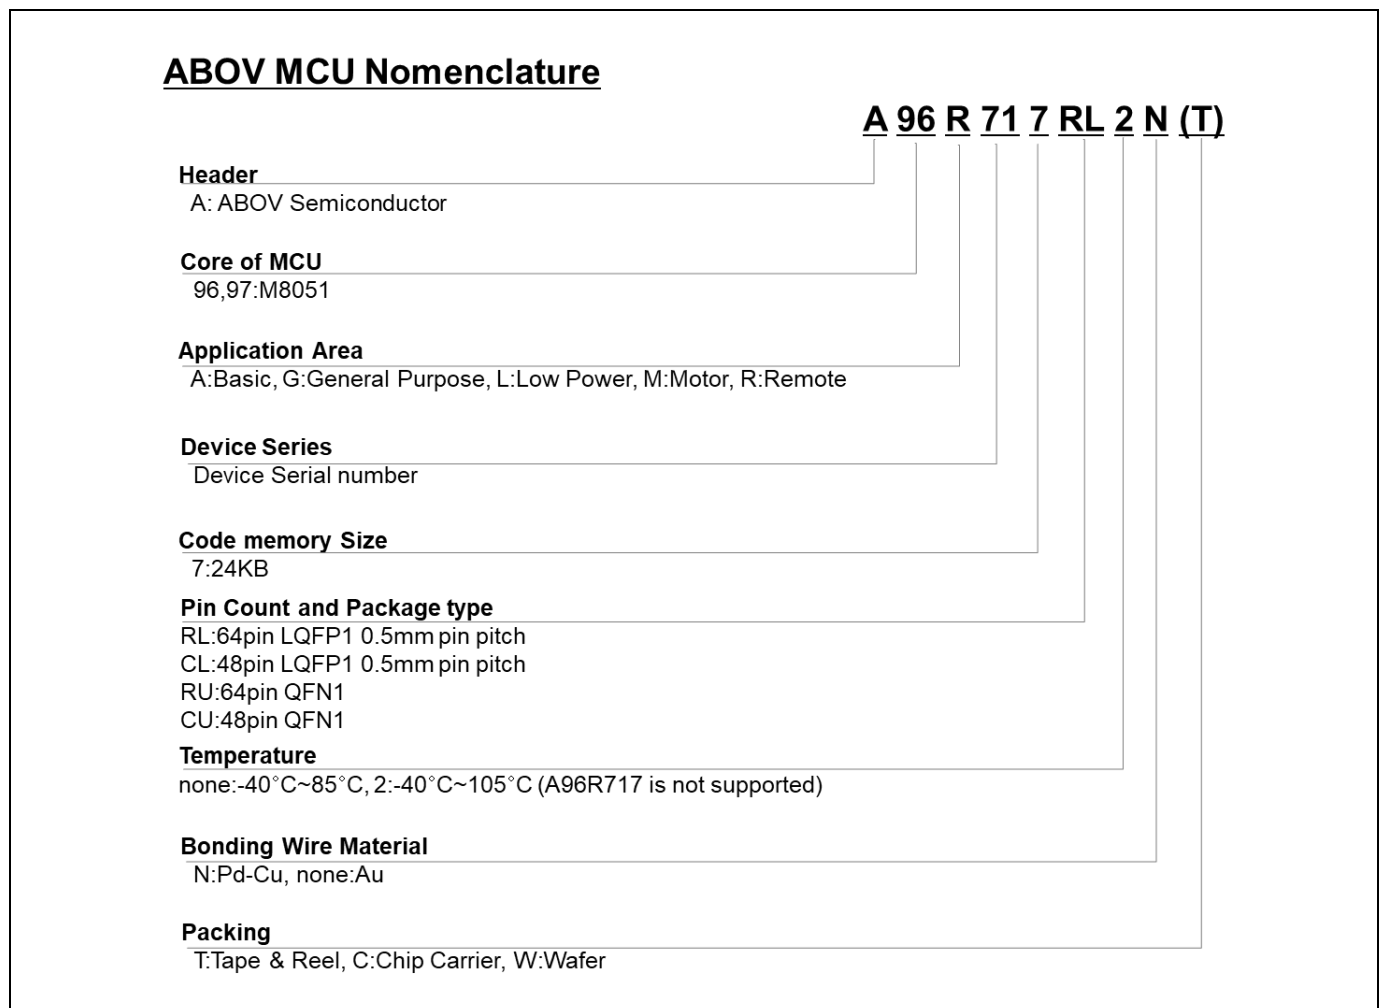 ABOV MCU Nomenclature
A 96 R 71 7 RL 2 N (T)
Header
A: ABOV Semiconductor
Core of MCU
96,97:M8051
Application Area
A:Basic, G:General Purpose, L:Low Power, M:Motor, R:Remote
Device Series
Device Serial number
Code memory Size
7:24KB
Pin Count and Package type
RL:64pin LQFP1 0.5mm pin pitch
CL:48pin LQFP1 0.5mm pin pitch
RU:64pin QFN1
CU:48pin QFN1
Temperature
none:-40°C~85°C, 2:-40°C~105°C (A96R717 is not supported)
Bonding Wire Material
N:Pd-Cu, none:Au
Packing
T:Tape & Reel, C:Chip Carrier, W:Wafer